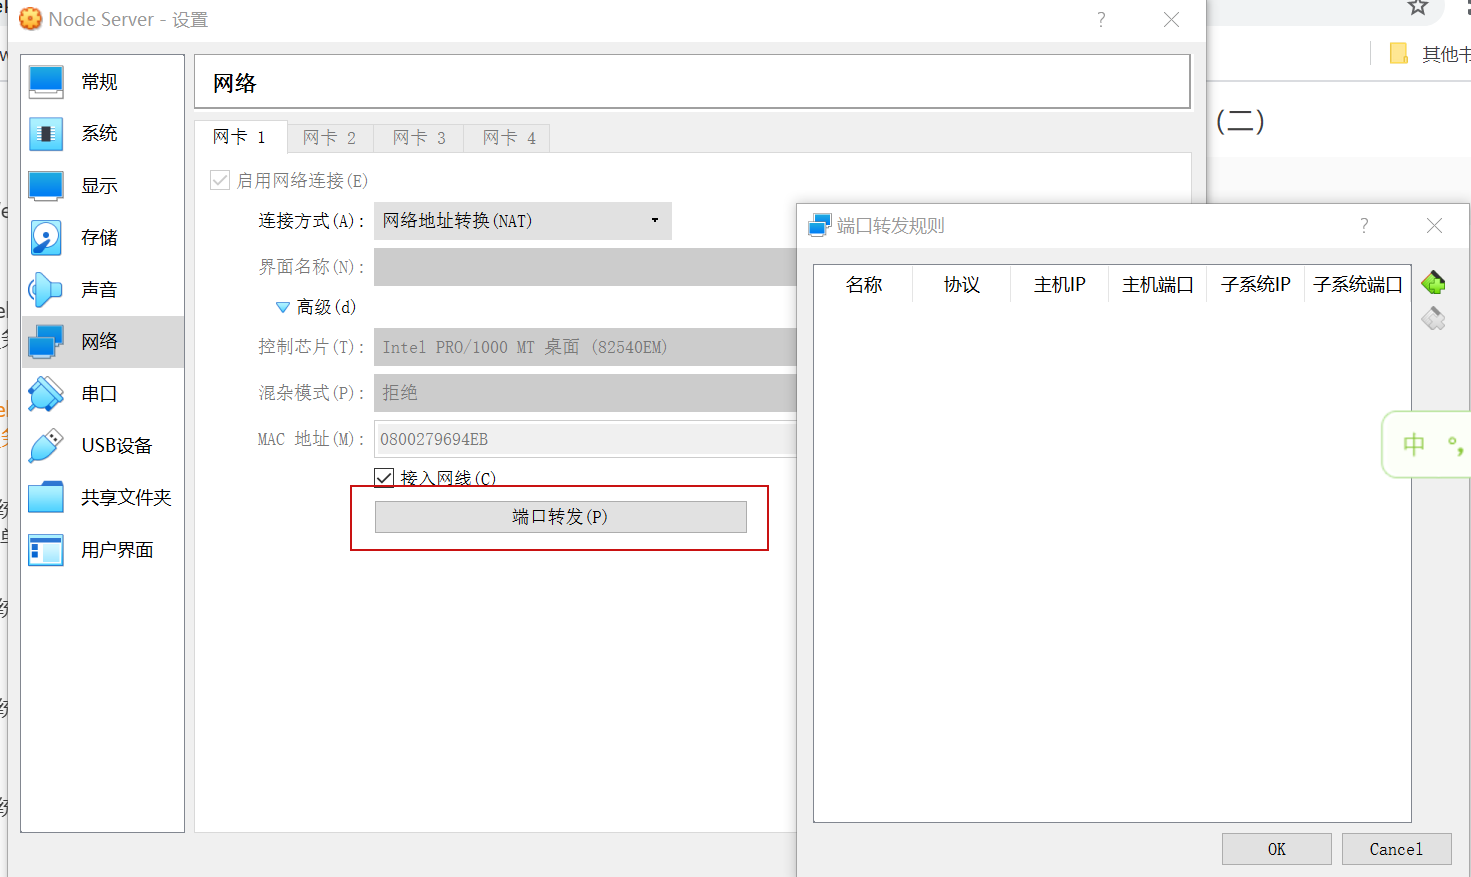 Node Server - 设置
其他书
(二)
常规
系统
显示
存储
声音
网络
串口
USB设备
共享文件夹
用户界面
网络
网卡 1
网卡 2
网卡 3
网卡 4
启用网络连接(E)
连接方式(A): 网络地址转换(NAT)
界面名称(N):
高级(d)
控制芯片(T): Intel PRO/1000 MT 桌面 (82540EM)
混杂模式(P): 拒绝
MAC 地址(M): 0800279694EB
接入网线(C)
端口转发(P)
端口转发规则
名称 协议 主机IP 主机端口 子系统IP 子系统端口
中 °,
OK Cancel